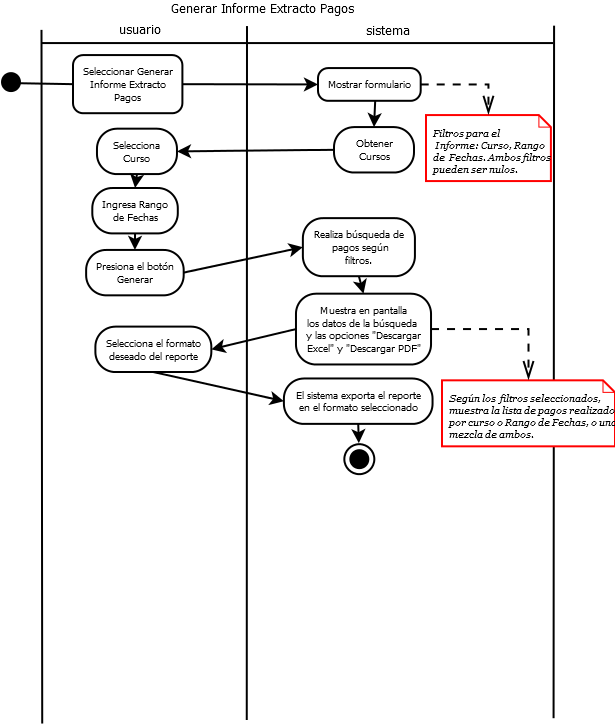 Generar Informe Extracto Pagos
usuario
sistema
Seleccionar Generar
Informe Extracto
Pagos
Mostrar formulario
Filtros para el
Informe: Curso, Rango
de Fechas. Ambos filtros
pueden ser nulos.
Obtener
Cursos
Selecciona
Curso
Ingresa Rango
de Fechas
Presiona el botón
Generar
Realiza búsqueda de
pagos según
filtros.
Muestra en pantalla
los datos de la búsqueda
y las opciones "Descargar
Excel" y "Descargar PDF"
Selecciona el formato
deseado del reporte
El sistema exporta el reporte
en el formato seleccionado
Según los filtros seleccionados,
muestra la lista de pagos realizado
por curso o Rango de Fechas, o una
mezcla de ambos.